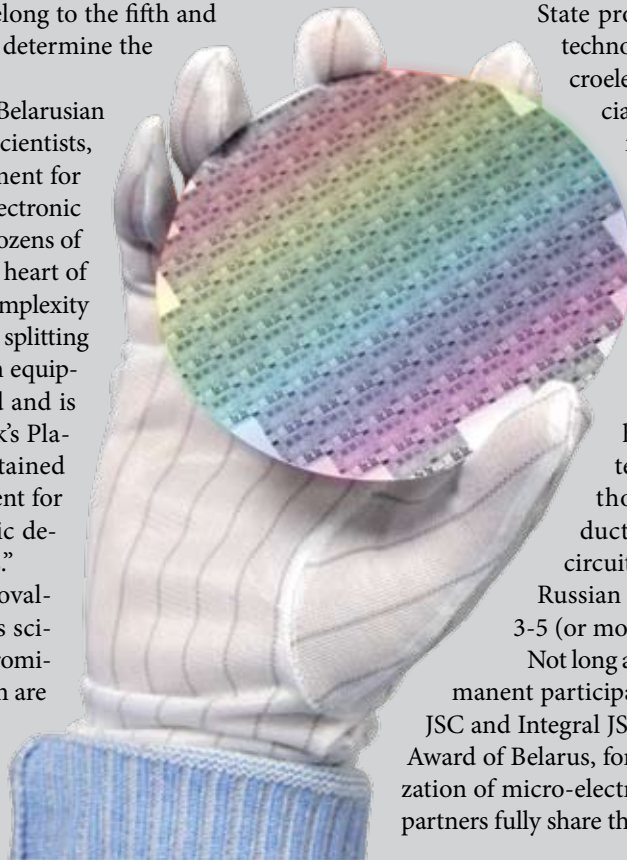 elong to the fifth and
determine the
Belarusian
cientists,
nent for
ectronic
ozens of
heart of
mplexity
splitting
n equip-
d and is
k’s Pla-
tained
ent for
ic de-
.”
oval-
s sci-
romi-
n are
State pro
techno
croele
cia
h
te
tho
duct
circuit
Russian
3-5 (or mo
Not long a
manent participa
JSC and Integral JS
Award of Belarus, for
zation of micro-electr
partners fully share th